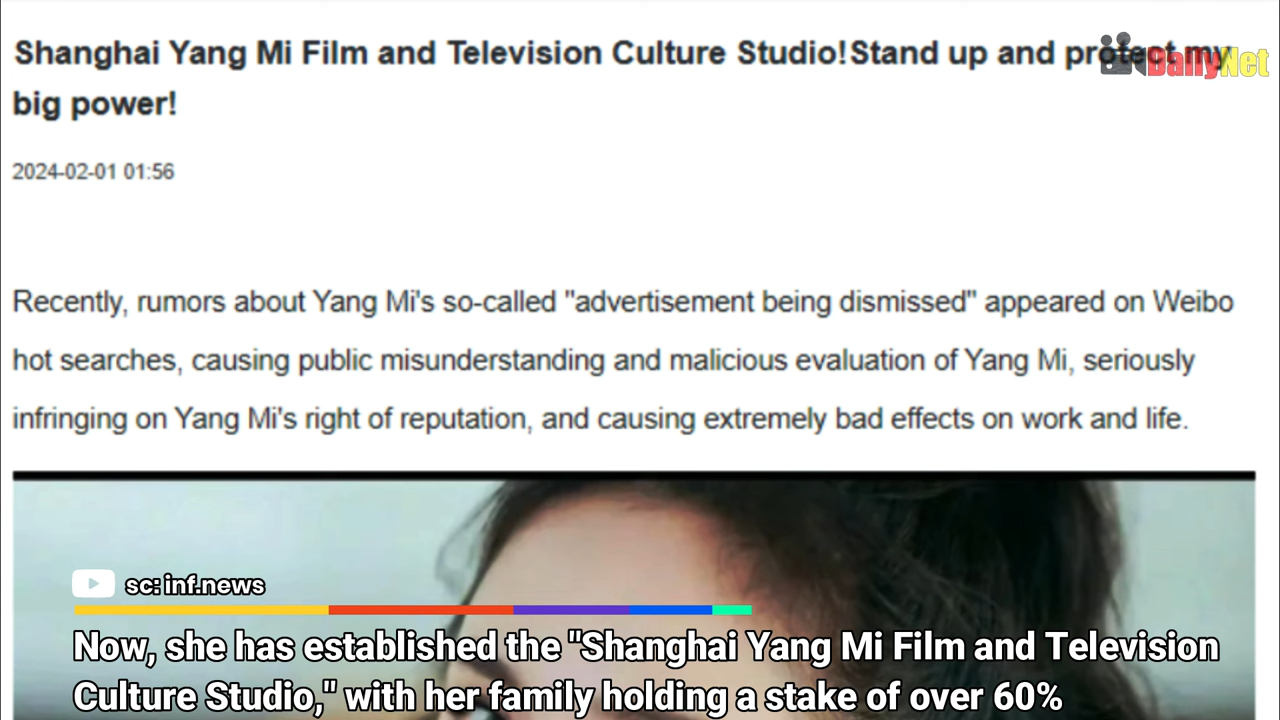 Shanghai Yang Mi Film and Television Culture Studio!Stand up and protect my
big power!
DailyNet
2024-02-01 01:56
Recently, rumors about Yang Mi's so-called "advertisement being dismissed" appeared on Weibo
hot searches, causing public misunderstanding and malicious evaluation of Yang Mi, seriously
infringing on Yang Mi's right of reputation, and causing extremely bad effects on work and life.
sc: inf.news
Now, she has established the "Shanghai Yang Mi Film and Television
Culture Studio," with her family holding a stake of over 60%